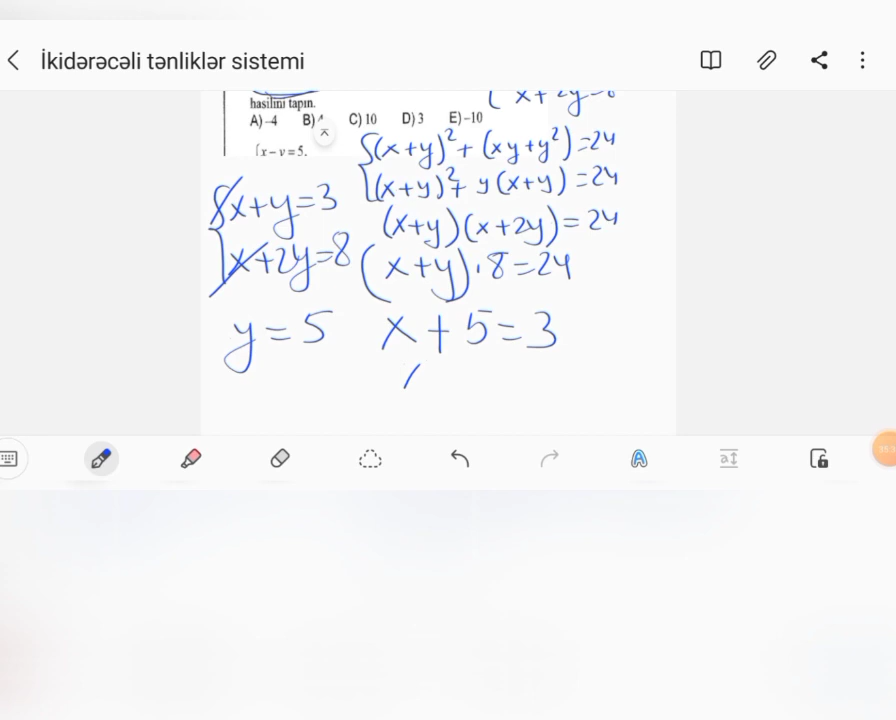 İkidərəcəli tənliklər sistemi
hasilini tapın.
A) -4 B) C) 10 D) 3 E) -10
{x - y = 5,
(x+y)²+(xy+y²)=24
(x+y)²+ y(x+y)=24
(x+y)(x+2y)=24
(x+y)·8=24
x+y=3
x+2y=8
y=5 x+5=3